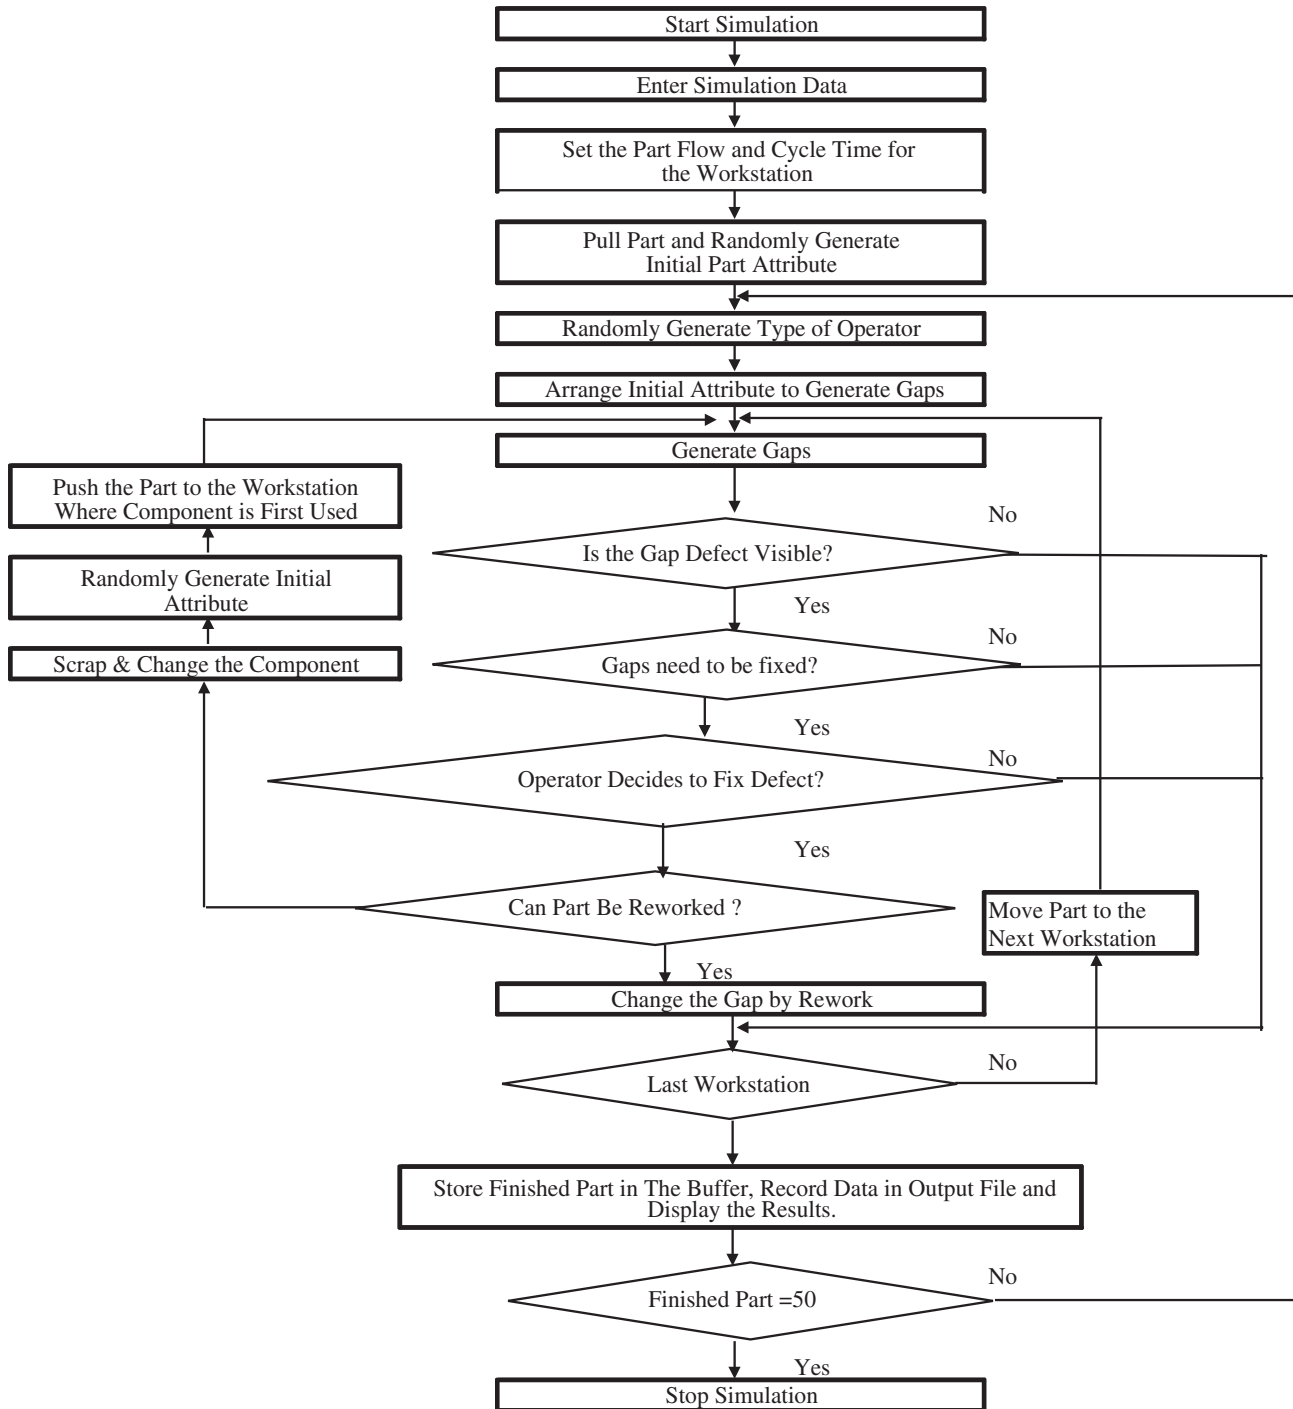 Start Simulation
Enter Simulation Data
Set the Part Flow and Cycle Time for
the Workstation
Pull Part and Randomly Generate
Initial Part Attribute
Randomly Generate Type of Operator
Arrange Initial Attribute to Generate Gaps
Generate Gaps
Push the Part to the Workstation
Where Component is First Used
No
Is the Gap Defect Visible?
Randomly Generate Initial
Attribute
Yes
No
Scrap & Change the Component
Gaps need to be fixed?
Yes
No
Operator Decides to Fix Defect?
Yes
Can Part Be Reworked ?
Move Part to the
Next Workstation
Yes
Change the Gap by Rework
No
Last Workstation
Store Finished Part in The Buffer, Record Data in Output File and
Display the Results.
No
Finished Part =50
Yes
Stop Simulation